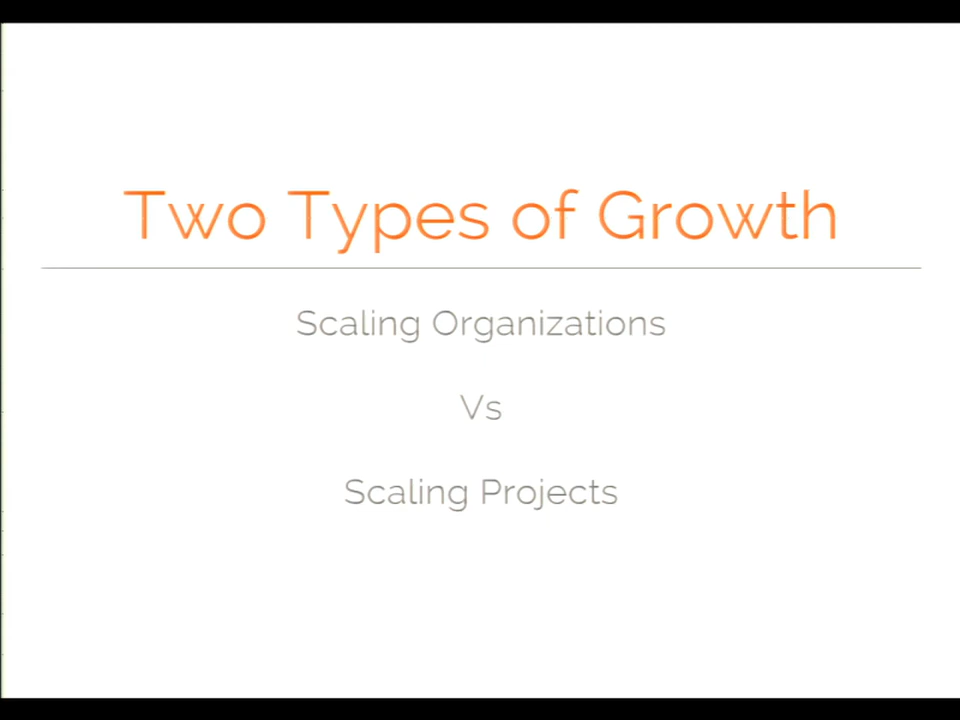 Two Types of Growth
Scaling Organizations
Vs
Scaling Projects